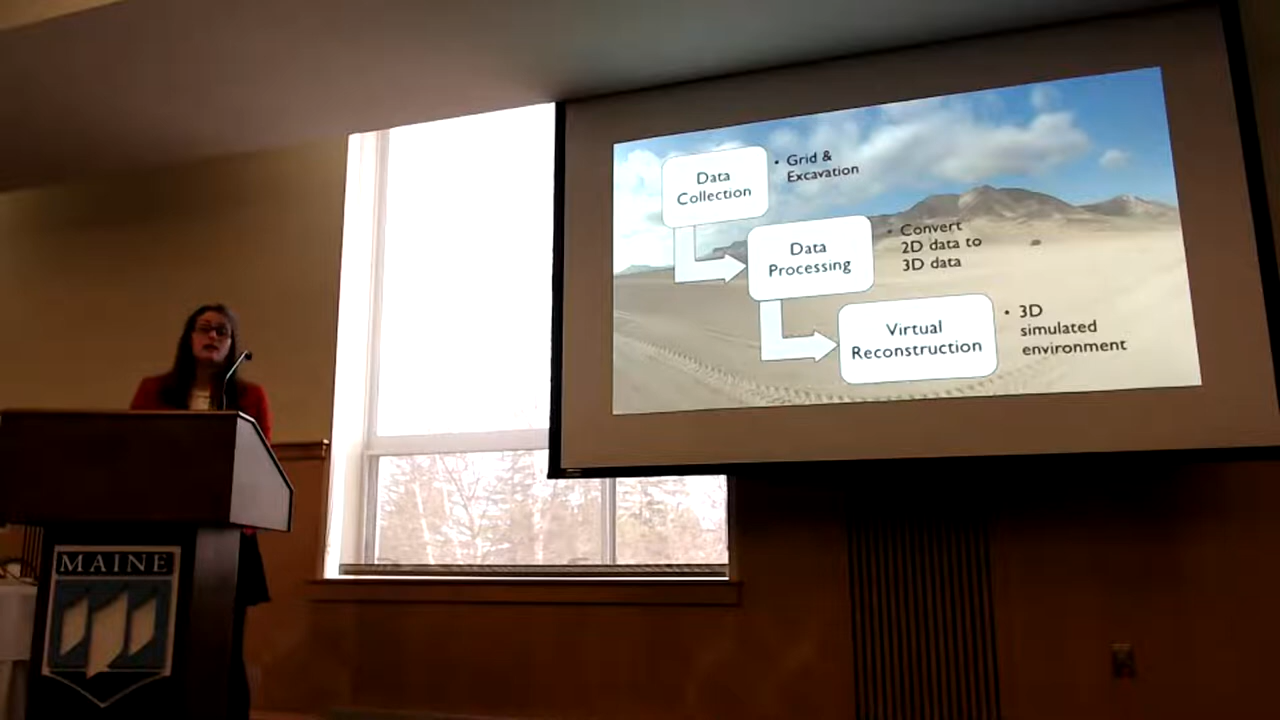 Data
Collection
• Grid &
Excavation
Data
Processing
• Convert
2D data to
3D data
Virtual
Reconstruction
• 3D
simulated
environment
MAINE